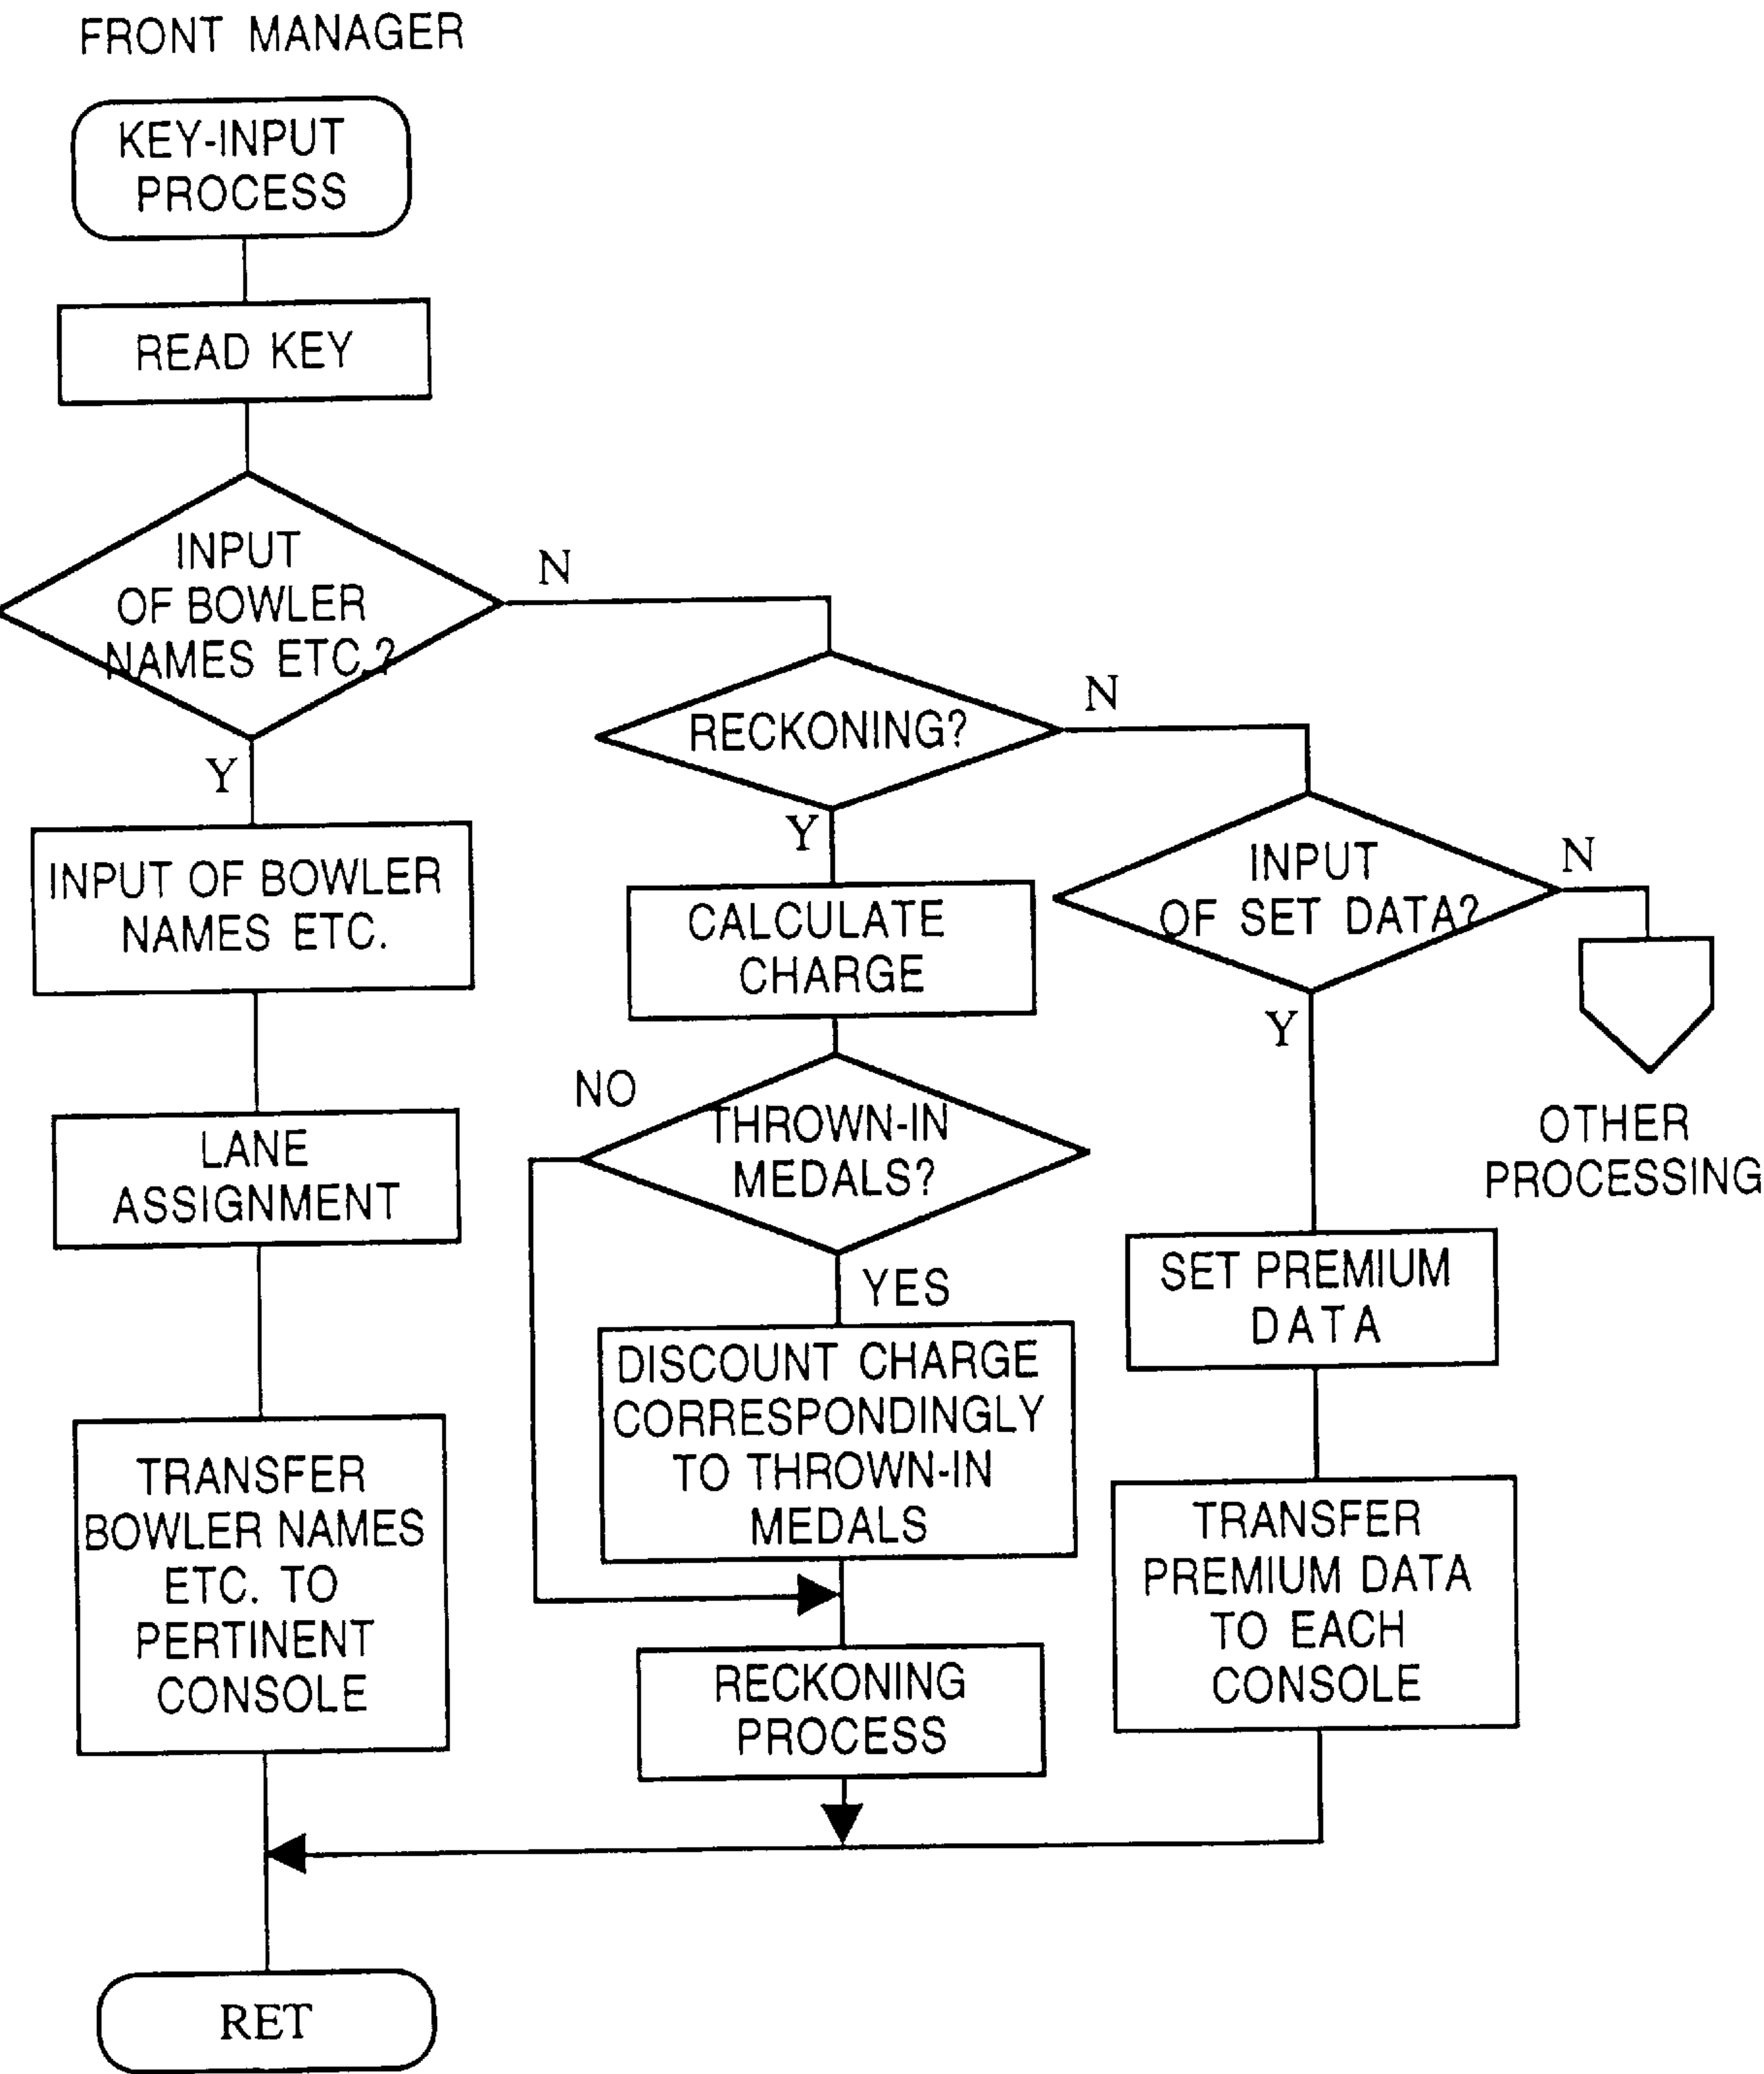 FRONT MANAGER
KEY-INPUT
PROCESS
READ KEY
INPUT
OF BOWLER
NAMES ETC.?
N
Y
INPUT OF BOWLER
NAMES ETC.
LANE
ASSIGNMENT
TRANSFER
BOWLER NAMES
ETC. TO
PERTINENT
CONSOLE
RET
RECKONING?
N
Y
CALCULATE
CHARGE
NO
THROWN-IN
MEDALS?
YES
DISCOUNT CHARGE
CORRESPONDINGLY
TO THROWN-IN
MEDALS
RECKONING
PROCESS
INPUT
OF SET DATA?
N
Y
OTHER
PROCESSING
SET PREMIUM
DATA
TRANSFER
PREMIUM DATA
TO EACH
CONSOLE